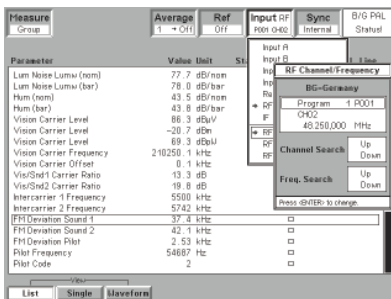 Measure
Group
Average
1 → Off
Ref
Off
Input RF
P001 CH02
Sync
Internal
B/G PAL
Status!
Parameter Value Unit
Lum Noise Lumw (nom) 77.7 dB/nom
Lum Noise Lumw (bar) 78.0 dB/bar
Hum (nom) 43.5 dB/nom
Hum (bar) 43.8 dB/bar
Vision Carrier Level 86.3 dBμV
Vision Carrier Level -20.7 dBm
Vision Carrier Level 69.3 dBpW
Vision Carrier Frequency 210250.1 kHz
Vision Carrier Offset 0.1 kHz
Vis/Snd1 Carrier Ratio 13.3 dB
Vis/Snd2 Carrier Ratio 19.8 dB
Intercarrier 1 Frequency 5500 kHz
Intercarrier 2 Frequency 5742 kHz
FM Deviation Sound 1 37.4 kHz
FM Deviation Sound 2 42.1 kHz
FM Deviation Pilot 2.53 kHz
Pilot Frequency 54687 Hz
Pilot Code 2
Input A
Input B
RF
IF
RF
RF
RF Channel/Frequency
BG-Germany
Program 1 P001
CH02
48.250,000 MHz
Channel Search Up
Down
Freq. Search Up
Down
Press <ENTER> to change.
View
List Single Waveform